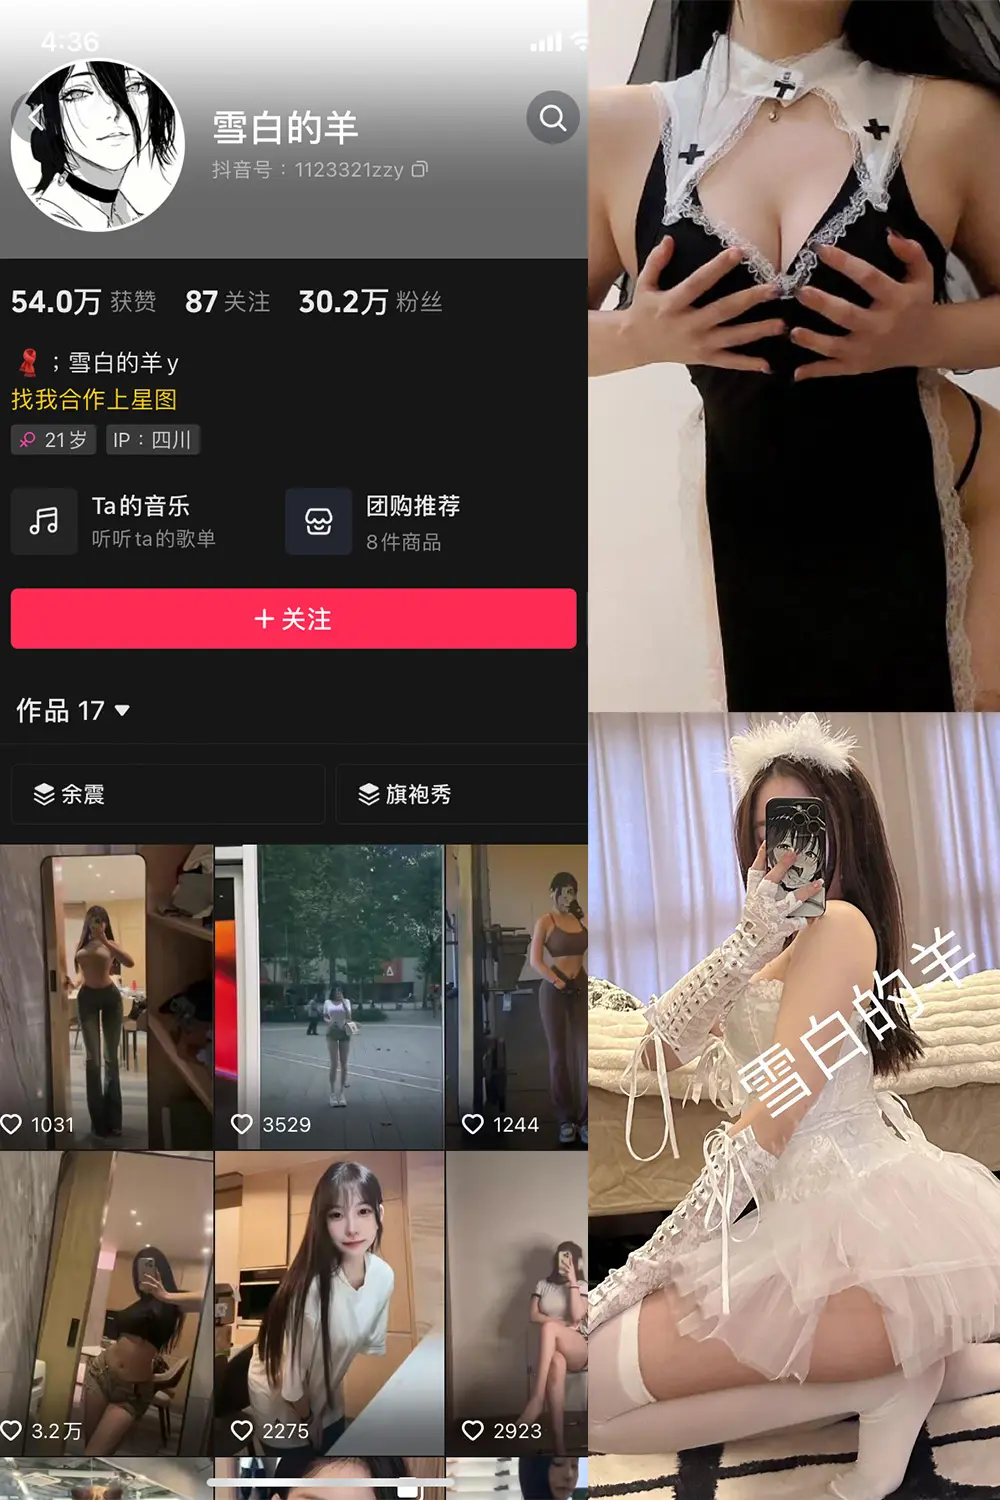 4:36
雪白的羊
抖音号：1123321zzy
54.0万 获赞 87 关注 30.2万 粉丝
；雪白的羊y
找我合作上星图
21岁 IP：四川
Ta的音乐
听听ta的歌单
团购推荐
8件商品
＋关注
作品 17
余震
旗袍秀
1031
3529
1244
3.2万
2275
2923
雪白的羊